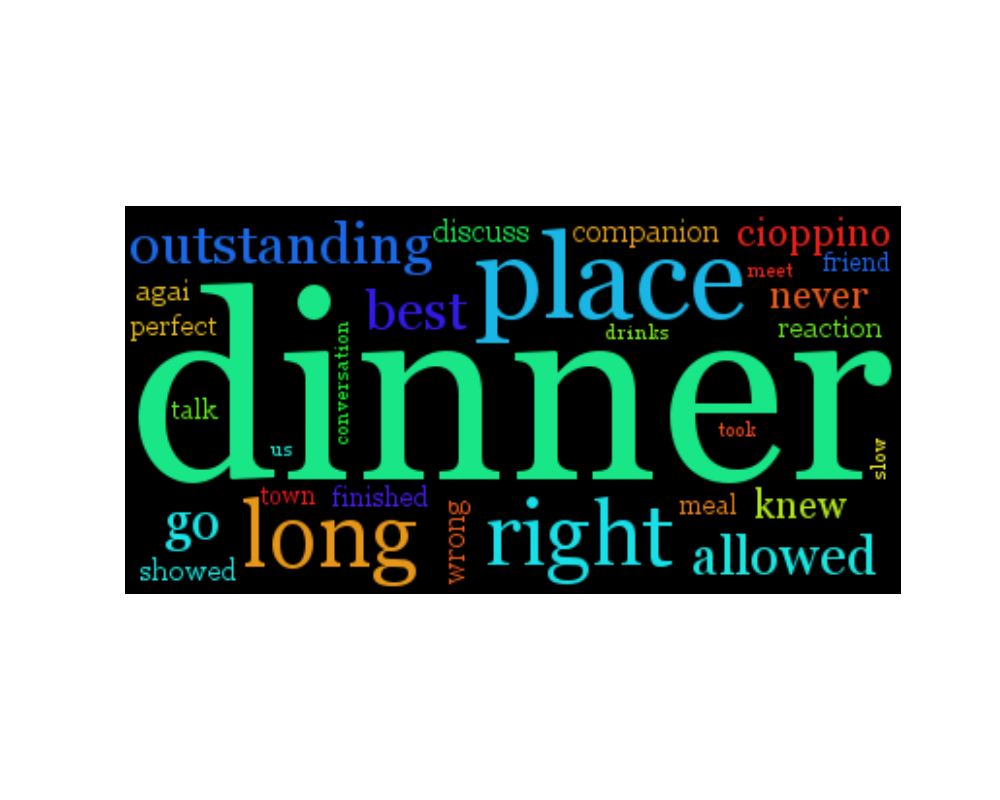 outstanding
discuss
companion
cioppino
place
meet
friend
agai
best
never
perfect
drinks
reaction
dinner
conversation
talk
us
took
slow
town
finished
wrong
meal
knew
go
long
right
allowed
showed